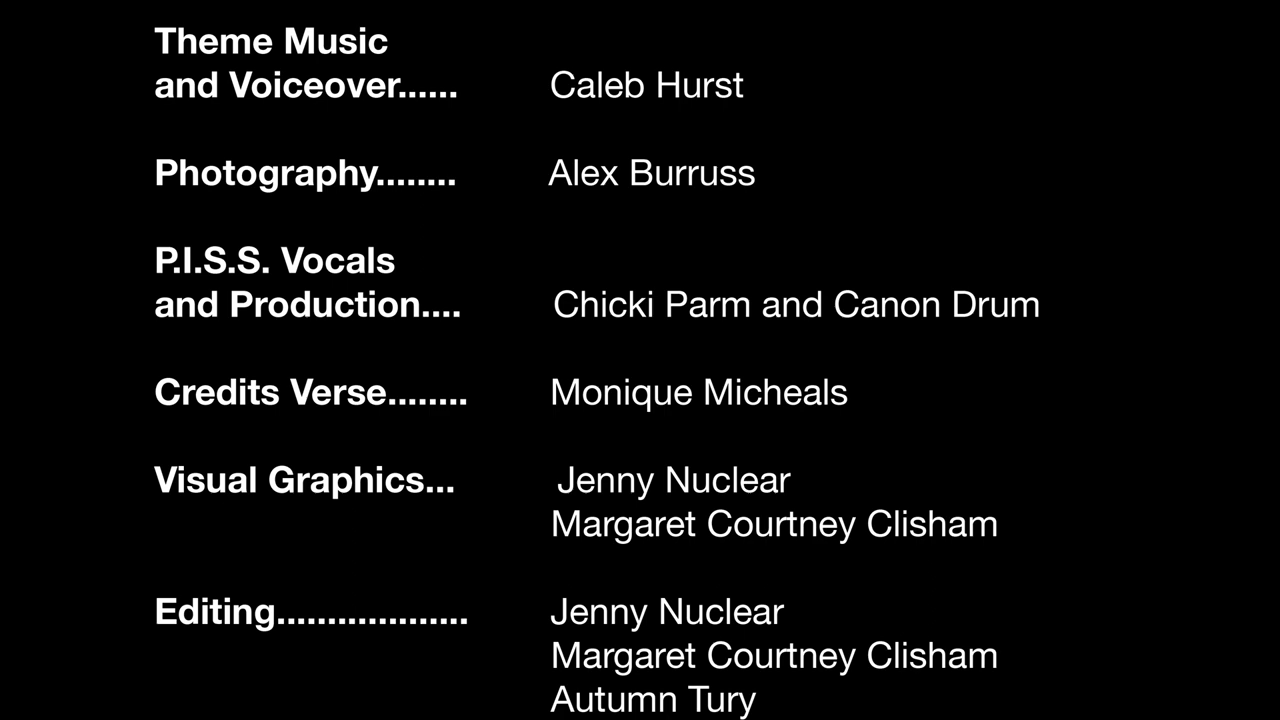 Theme Music
and Voiceover...... Caleb Hurst
Photography........ Alex Burruss
P.I.S.S. Vocals
and Production.... Chicki Parm and Canon Drum
Credits Verse........ Monique Micheals
Visual Graphics... Jenny Nuclear
Margaret Courtney Clisham
Editing................... Jenny Nuclear
Margaret Courtney Clisham
Autumn Tury